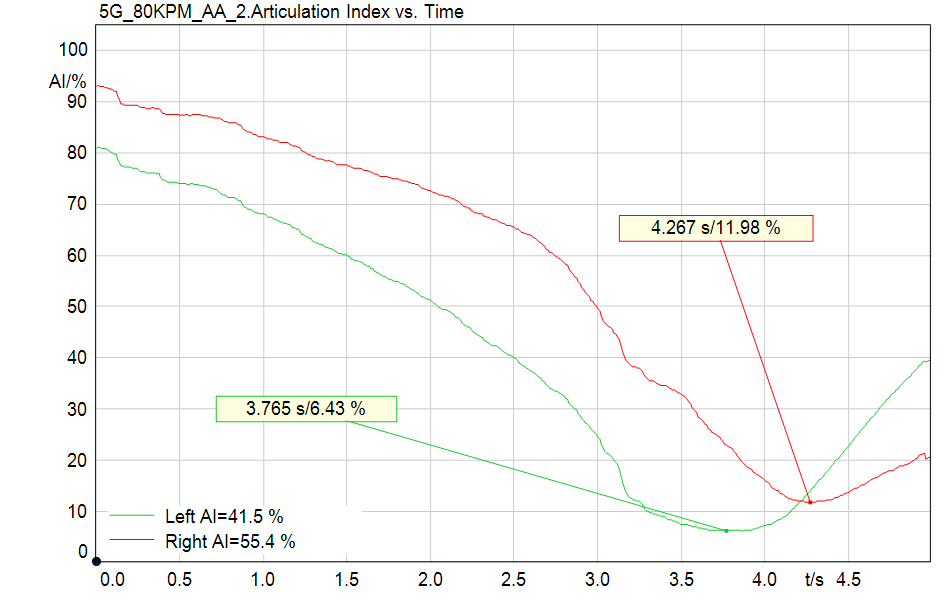 5G_80KPM_AA_2.Articulation Index vs. Time
100
AI/%
90
80
70
4.267 s/11.98 %
60
50
40
30
3.765 s/6.43 %
20
10
Left AI=41.5 %
Right AI=55.4 %
0
0.0 0.5 1.0 1.5 2.0 2.5 3.0 3.5 4.0 t/s 4.5